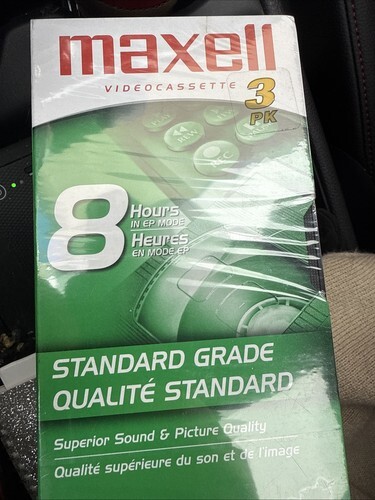 maxell
VIDEOCASSETTE
3
PK
8
Hours
IN EP MODE
Heures
EN MODE EP
STANDARD GRADE
QUALITÉ STANDARD
Superior Sound & Picture Quality
Qualité supérieure du son et de l'image